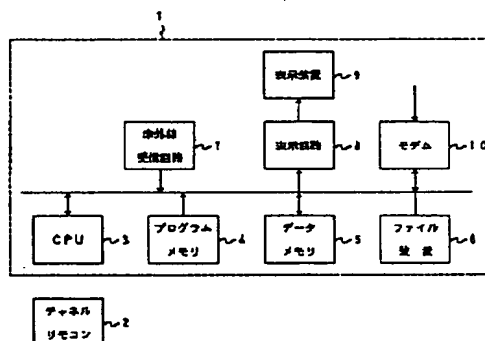 1
表示装置
9
赤外線
受信回路
7
表示回路
8
モデム
10
CPU
3
プログラム
メモリ
4
データ
メモリ
5
ファイル
装置
6
チャネル
リモコン
2